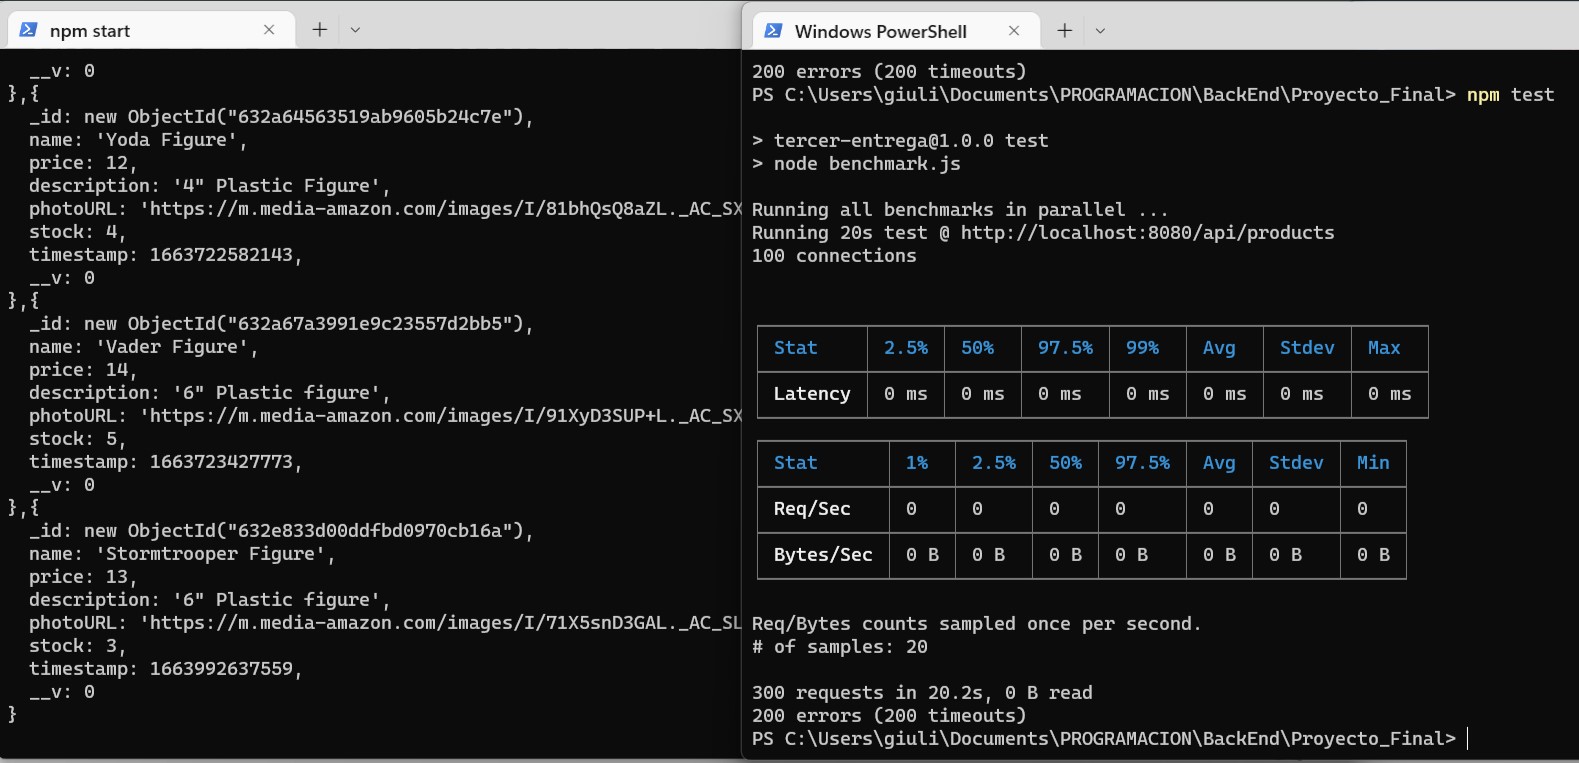 npm start
__v: 0
},{
_id: new ObjectId("632a64563519ab9605b24c7e"),
name: 'Yoda Figure',
price: 12,
description: '4" Plastic Figure',
photoURL: 'https://m.media-amazon.com/images/I/81bhQsQ8aZL._AC_SX
stock: 4,
timestamp: 1663722582143,
__v: 0
},{
_id: new ObjectId("632a67a3991e9c23557d2bb5"),
name: 'Vader Figure',
price: 14,
description: '6" Plastic figure',
photoURL: 'https://m.media-amazon.com/images/I/91XyD3SUP+L._AC_SX
stock: 5,
timestamp: 1663723427773,
__v: 0
},{
_id: new ObjectId("632e833d00ddfbd0970cb16a"),
name: 'Stormtrooper Figure',
price: 13,
description: '6" Plastic figure',
photoURL: 'https://m.media-amazon.com/images/I/71X5snD3GAL._AC_SL
stock: 3,
timestamp: 1663992637559,
__v: 0
}
Windows PowerShell
200 errors (200 timeouts)
PS C:\Users\giuli\Documents\PROGRAMACION\BackEnd\Proyecto_Final> npm test
> tercer-entrega@1.0.0 test
> node benchmark.js
Running all benchmarks in parallel ...
Running 20s test @ http://localhost:8080/api/products
100 connections
Stat 2.5% 50% 97.5% 99% Avg Stdev Max
Latency 0 ms 0 ms 0 ms 0 ms 0 ms 0 ms 0 ms
Stat 1% 2.5% 50% 97.5% Avg Stdev Min
Req/Sec 0 0 0 0 0 0 0
Bytes/Sec 0 B 0 B 0 B 0 B 0 B 0 B 0 B
Req/Bytes counts sampled once per second.
# of samples: 20
300 requests in 20.2s, 0 B read
200 errors (200 timeouts)
PS C:\Users\giuli\Documents\PROGRAMACION\BackEnd\Proyecto_Final>